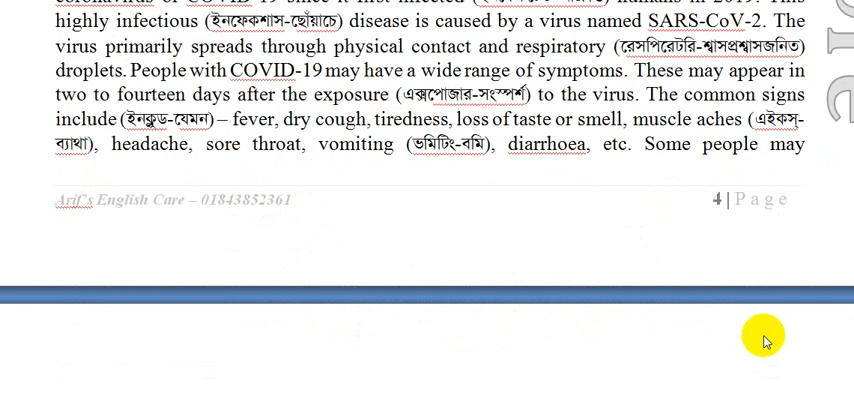 highly infectious (ইনফেকশাস-ছোঁয়াচে) disease is caused by a virus named SARS-CoV-2. The
virus primarily spreads through physical contact and respiratory (রেসপিরেটরি-শ্বাসপ্রশ্বাসজনিত)
droplets. People with COVID-19 may have a wide range of symptoms. These may appear in
two to fourteen days after the exposure (এক্সপোজার-সংস্পর্শ) to the virus. The common signs
include (ইনক্লুড-যেমন) – fever, dry cough, tiredness, loss of taste or smell, muscle aches (এইকস্-
ব্যাথা), headache, sore throat, vomiting (ভমিটিং-বমি), diarrhoea, etc. Some people may
Arif's English Care – 01843852361
4 | Page